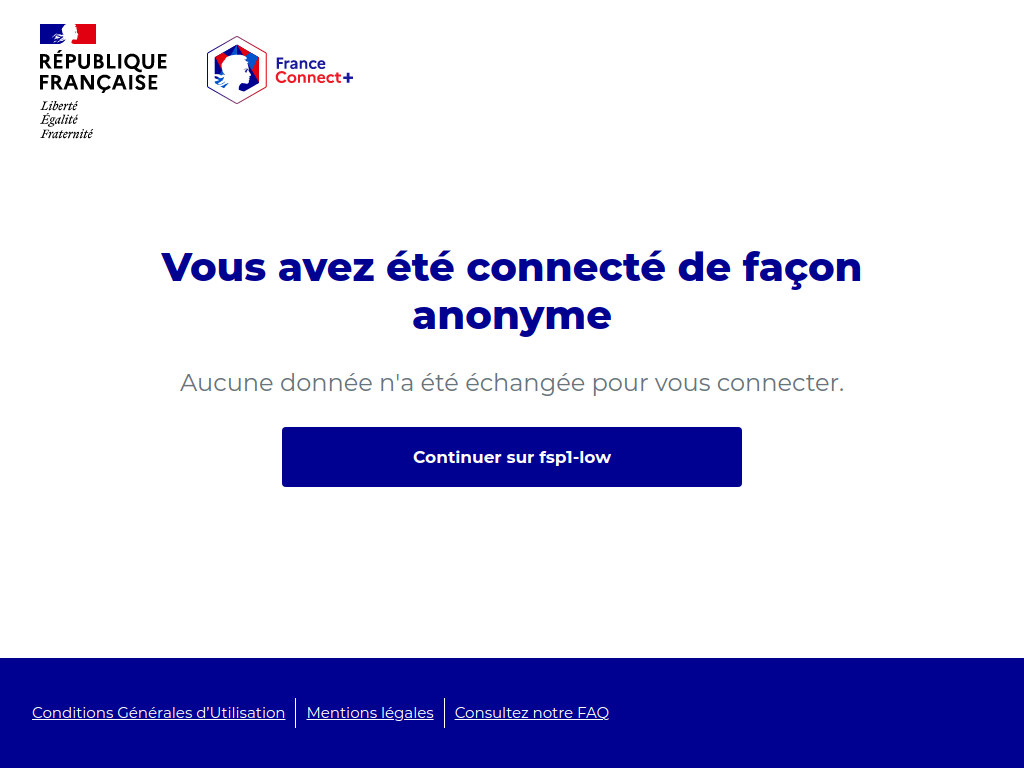 RÉPUBLIQUE
FRANÇAISE
Liberté
Égalité
Fraternité
France
Connect+
Vous avez été connecté de façon
anonyme
Aucune donnée n'a été échangée pour vous connecter.
Continuer sur fsp1-low
Conditions Générales d’Utilisation
Mentions légales
Consultez notre FAQ